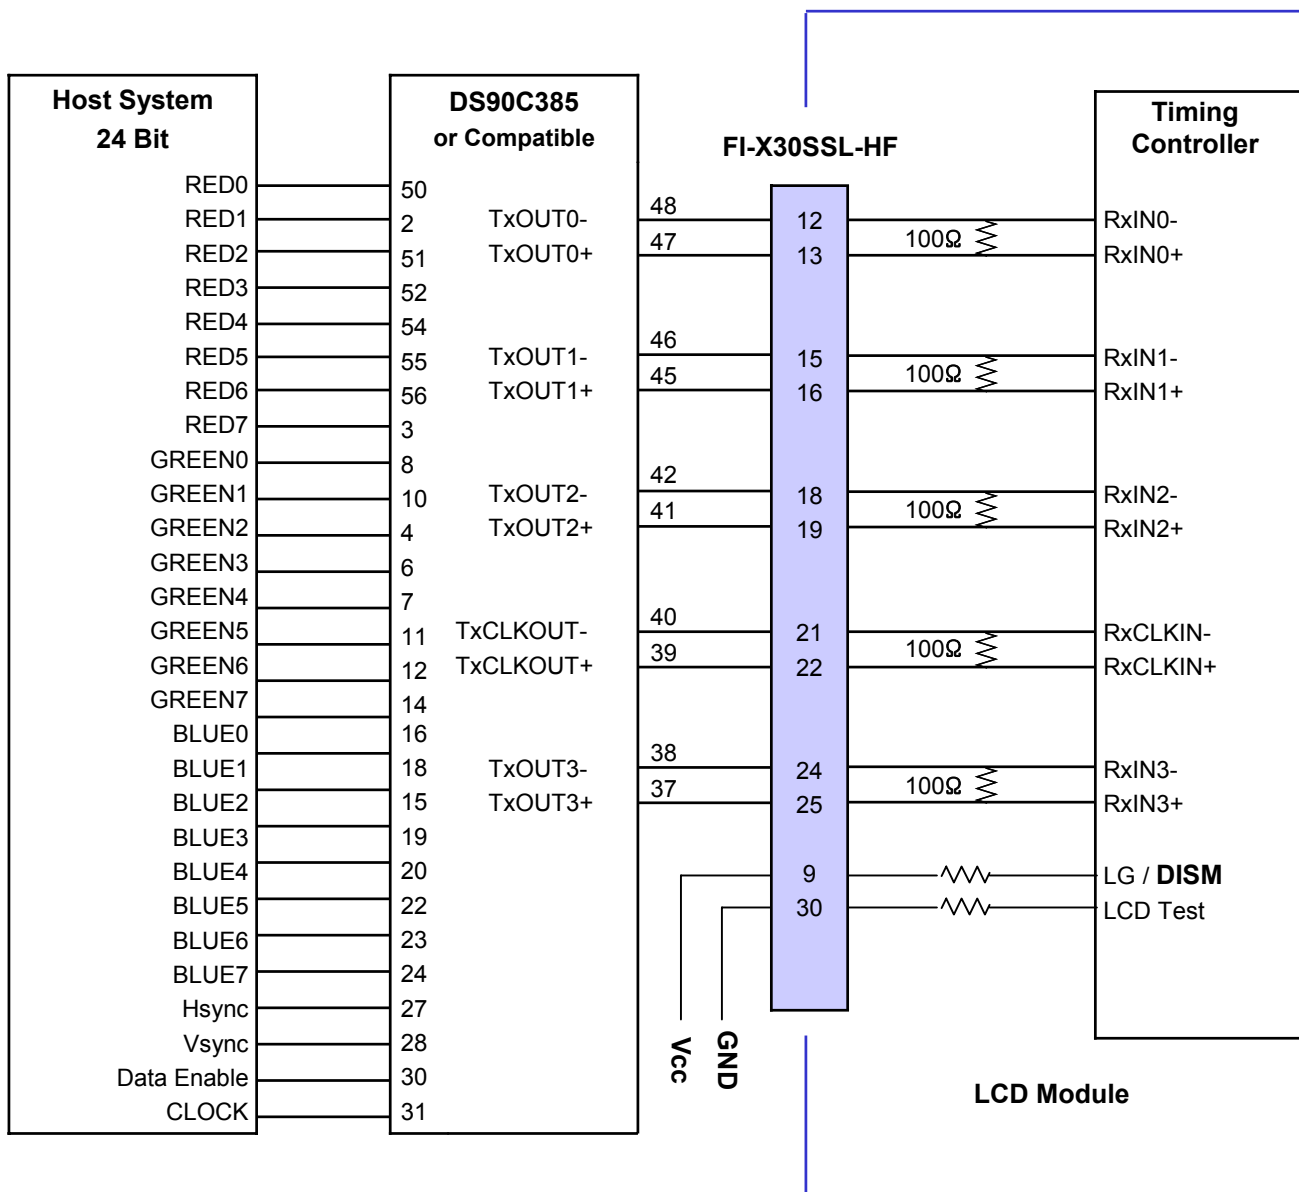 Host System
24 Bit
RED0
RED1
RED2
RED3
RED4
RED5
RED6
RED7
GREEN0
GREEN1
GREEN2
GREEN3
GREEN4
GREEN5
GREEN6
GREEN7
BLUE0
BLUE1
BLUE2
BLUE3
BLUE4
BLUE5
BLUE6
BLUE7
Hsync
Vsync
Data Enable
CLOCK
DS90C385
or Compatible
50
2
51
52
54
55
56
3
8
10
4
6
7
11
12
14
16
18
15
19
20
22
23
24
27
28
30
31
TxOUT0-
TxOUT0+
TxOUT1-
TxOUT1+
TxOUT2-
TxOUT2+
TxCLKOUT-
TxCLKOUT+
TxOUT3-
TxOUT3+
48
47
46
45
42
41
40
39
38
37
FI-X30SSL-HF
12
13
15
16
18
19
21
22
24
25
9
30
Vcc
GND
100Ω
100Ω
100Ω
100Ω
100Ω
Timing
Controller
RxIN0-
RxIN0+
RxIN1-
RxIN1+
RxIN2-
RxIN2+
RxCLKIN-
RxCLKIN+
RxIN3-
RxIN3+
LG / DISM
LCD Test
LCD Module